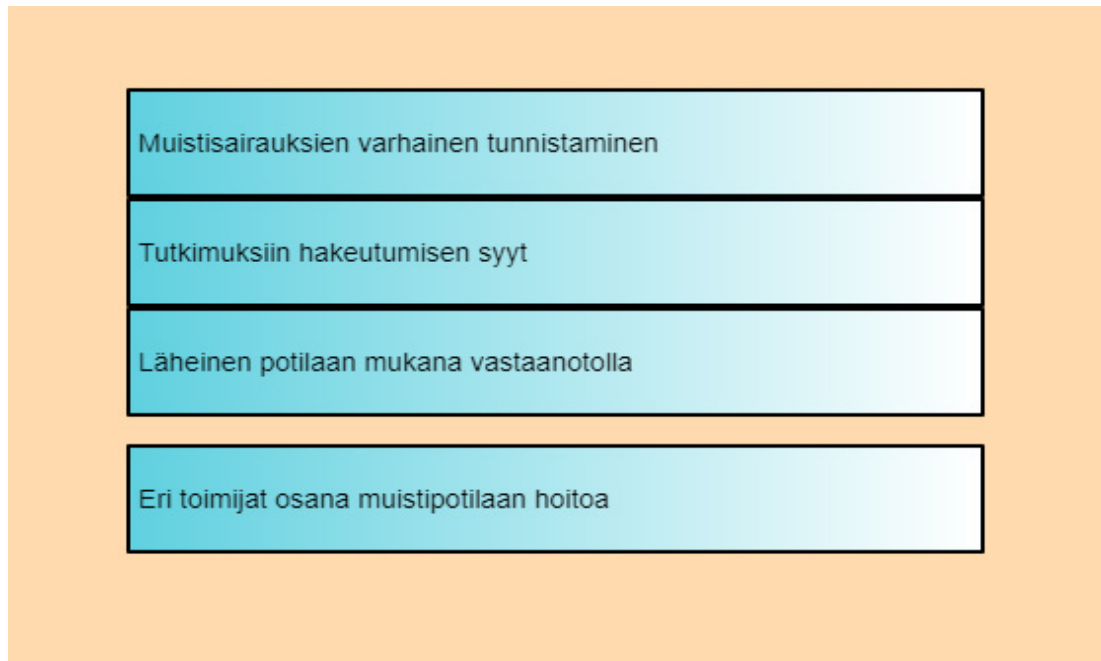 Muistisairauksien varhainen tunnistaminen
Tutkimuksiin hakeutumisen syyt
Läheinen potilaan mukana vastaanotolla
Eri toimijat osana muistipotilaan hoitoa